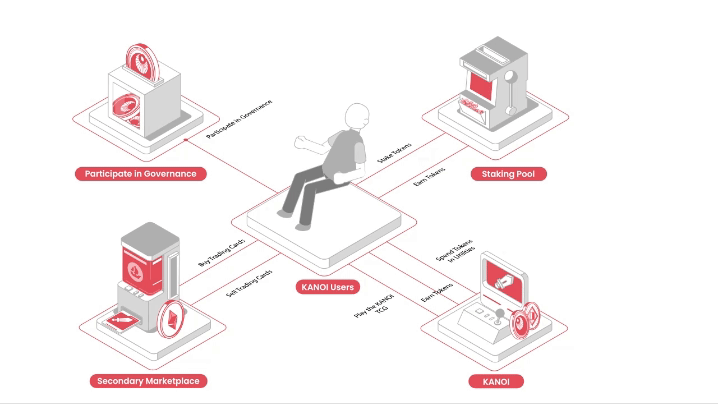 Participate in Governance
Stake Tokens
Earn Tokens
Participate in Governance
Staking Pool
Buy Trading Cards
Sell Trading Cards
KANOI Users
Spend Tokens
in Utilities
Earn Tokens
Play the KANOI
TCG
Secondary Marketplace
KANOI